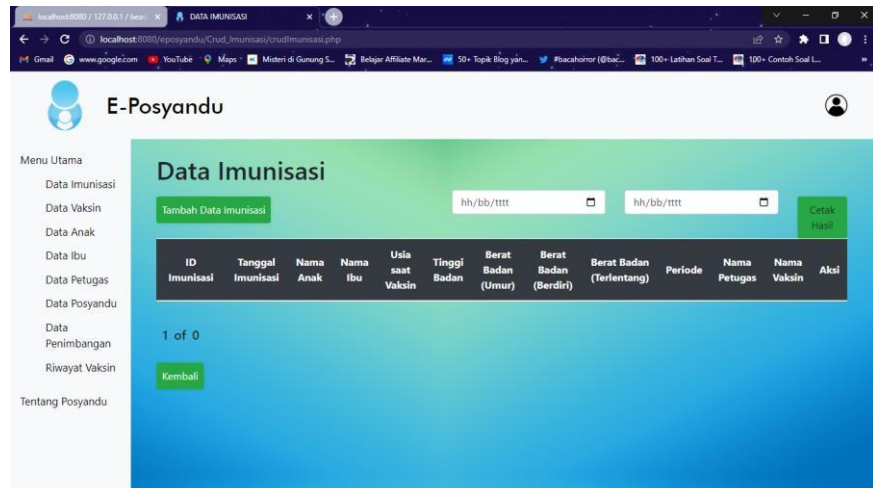 localhost:8080 / 127.0.0.1 / bea
DATA IMUNISASI
localhost:8080/eposyandu/Crud_Imunisasi/crudImunisasi.php
Gmail www.google.com YouTube Maps Misteri di Gunung S... Belajar Affiliate Mar... 50+ Topik Blog yan... #bacahoiror (@bac... 100+ Latihan Soal T... 100+ Contoh Soal L...
E-Posyandu
Menu Utama
Data Imunisasi
Data Vaksin
Data Anak
Data Ibu
Data Petugas
Data Posyandu
Data
Penimbangan
Riwayat Vaksin
Tentang Posyandu
Data Imunisasi
Tambah Data Imunisasi
hh/bb/tttt
hh/bb/tttt
Cetak
Hasil
ID
Imunisasi
Tanggal
Imunisasi
Nama
Anak
Nama
Ibu
Usia
saat
Vaksin
Tinggi
Badan
Berat
Badan
(Umur)
Berat
Badan
(Berdiri)
Berat Badan
(Terlentang)
Periode
Nama
Petugas
Nama
Vaksin
Aksi
1 of 0
Kembali